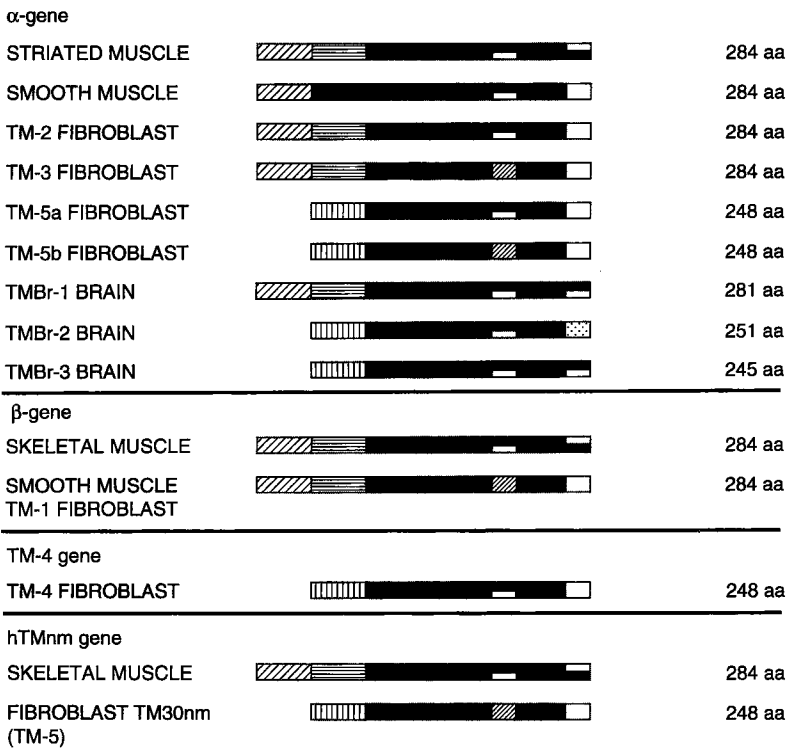 α-gene
STRIATED MUSCLE 284 aa
SMOOTH MUSCLE 284 aa
TM-2 FIBROBLAST 284 aa
TM-3 FIBROBLAST 284 aa
TM-5a FIBROBLAST 248 aa
TM-5b FIBROBLAST 248 aa
TMBr-1 BRAIN 281 aa
TMBr-2 BRAIN 251 aa
TMBr-3 BRAIN 245 aa
β-gene
SKELETAL MUSCLE 284 aa
SMOOTH MUSCLE 284 aa
TM-1 FIBROBLAST
TM-4 gene
TM-4 FIBROBLAST 248 aa
hTMnm gene
SKELETAL MUSCLE 284 aa
FIBROBLAST TM30nm 248 aa
(TM-5)